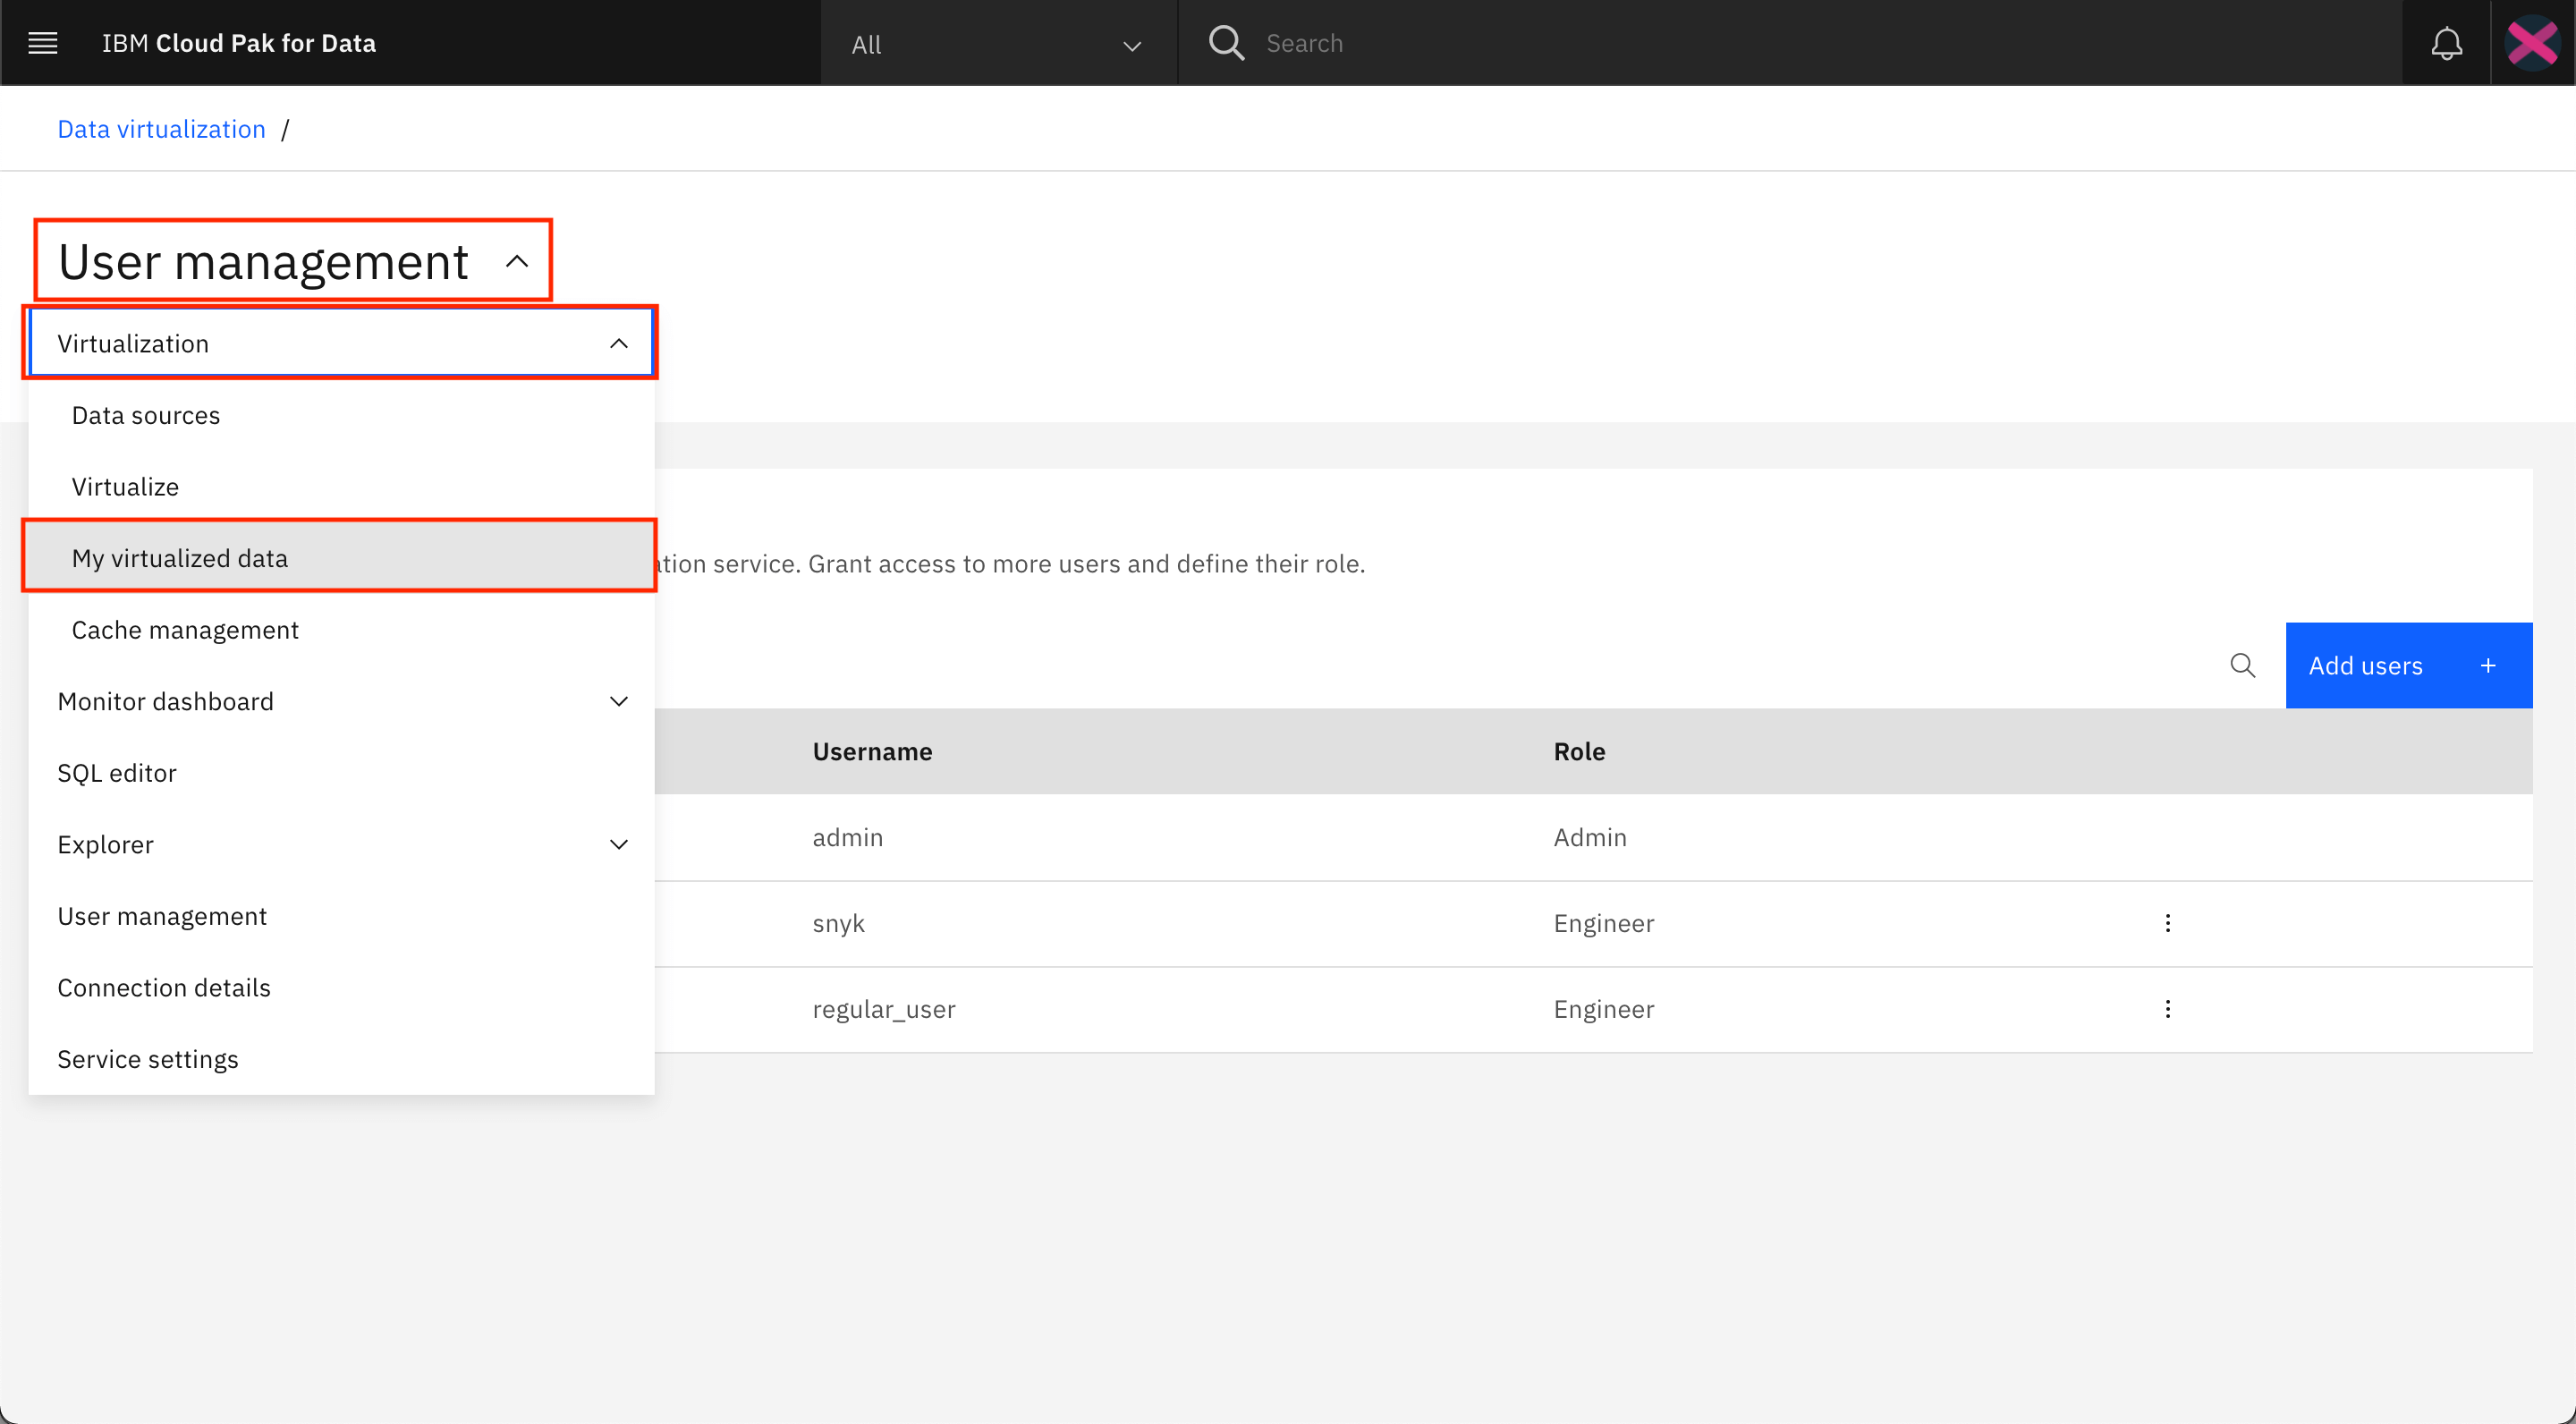 IBM Cloud Pak for Data
All
Search
Data virtualization /
User management
Virtualization
Data sources
Virtualize
My virtualized data
service. Grant access to more users and define their role.
Cache management
Add users +
Monitor dashboard
Username Role
SQL editor
admin Admin
Explorer
User management
snyk Engineer
Connection details
regular_user Engineer
Service settings